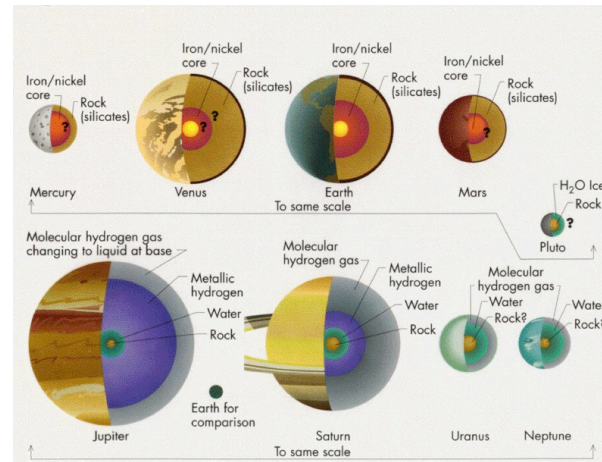 Iron/nickel
core
Rock
(silicates)
?
Mercury
Iron/nickel
core
Rock
(silicates)
?
?
Venus
Iron/nickel
core
Rock
(silicates)
Earth
Iron/nickel
core
Rock
(silicates)
?
Mars
H2O Ice
Rock
?
Pluto
To same scale
Molecular hydrogen gas
changing to liquid at base
Metallic
hydrogen
Water
Rock
Jupiter
Earth for
comparison
Molecular
hydrogen gas
Metallic
hydrogen
Water
Rock
Saturn
Molecular
hydrogen gas
Water
Rock?
Uranus
Water
Rock?
Neptune
To same scale